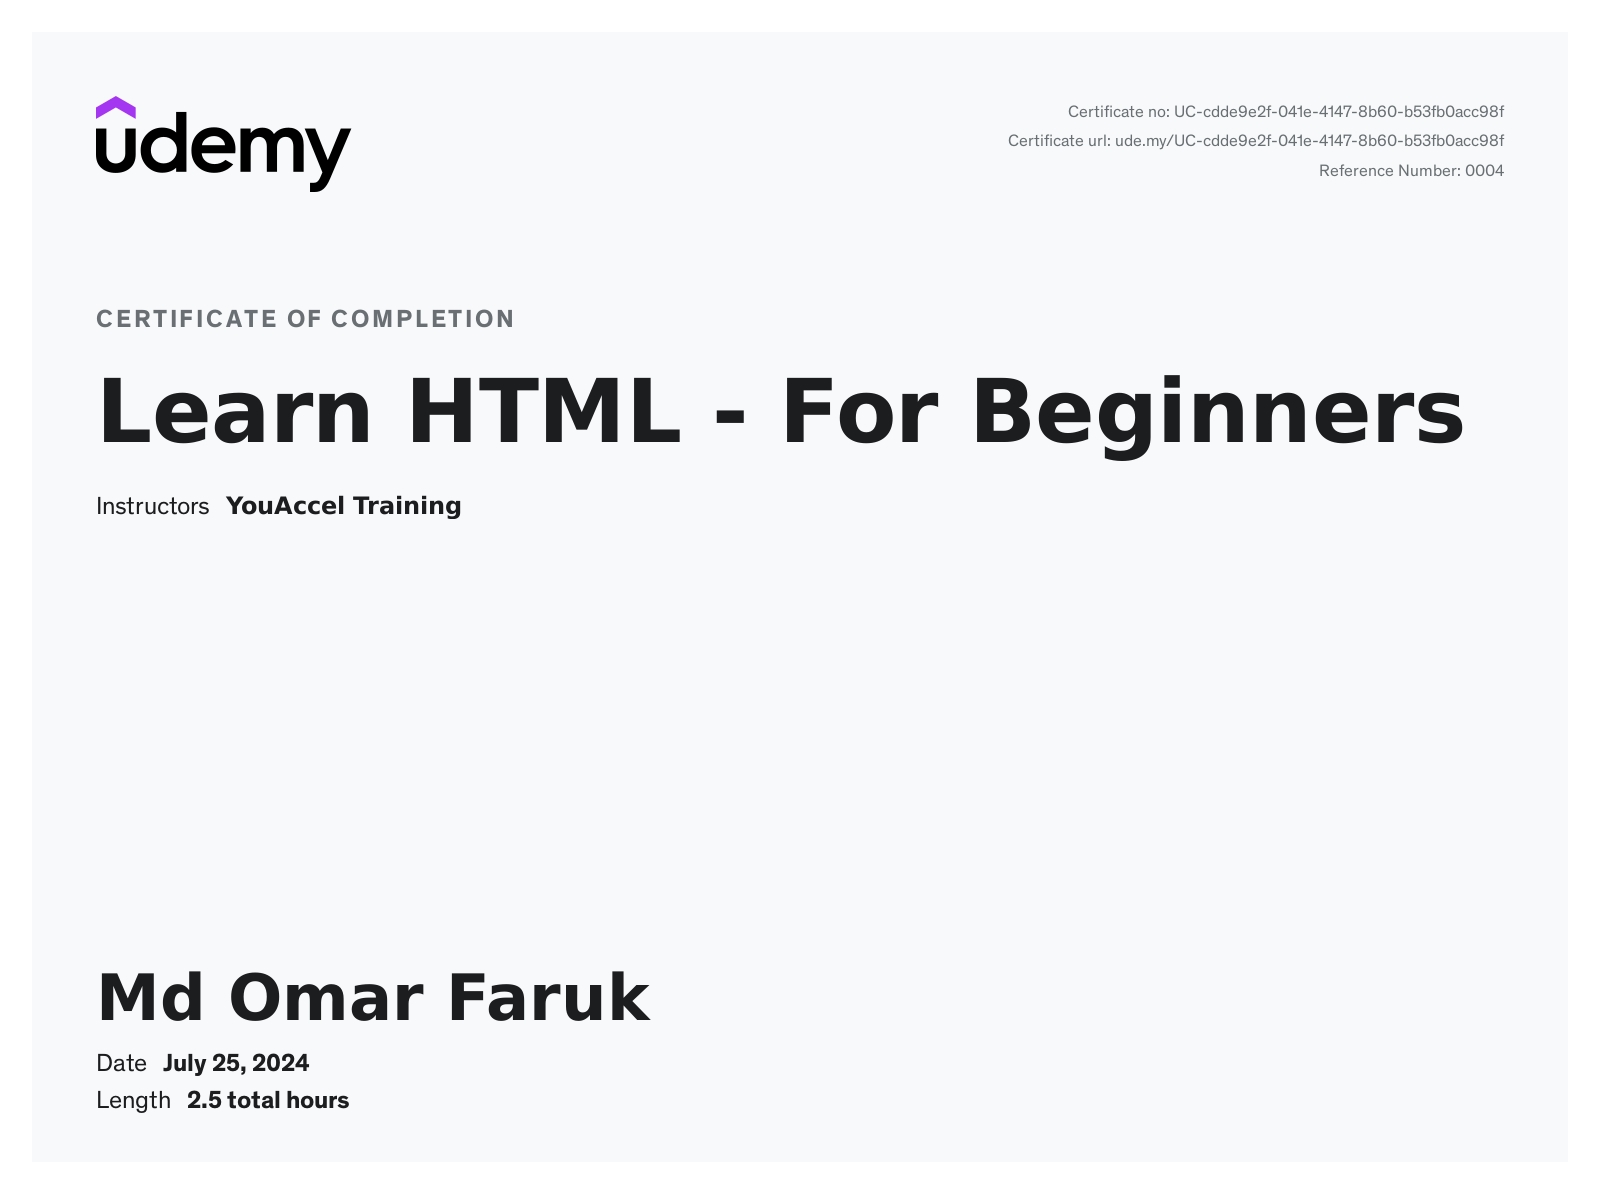 udemy
Certificate no: UC-cdde9e2f-041e-4147-8b60-b53fb0acc98f
Certificate url: ude.my/UC-cdde9e2f-041e-4147-8b60-b53fb0acc98f
Reference Number: 0004
CERTIFICATE OF COMPLETION
Learn HTML - For Beginners
Instructors YouAccel Training
Md Omar Faruk
Date July 25, 2024
Length 2.5 total hours